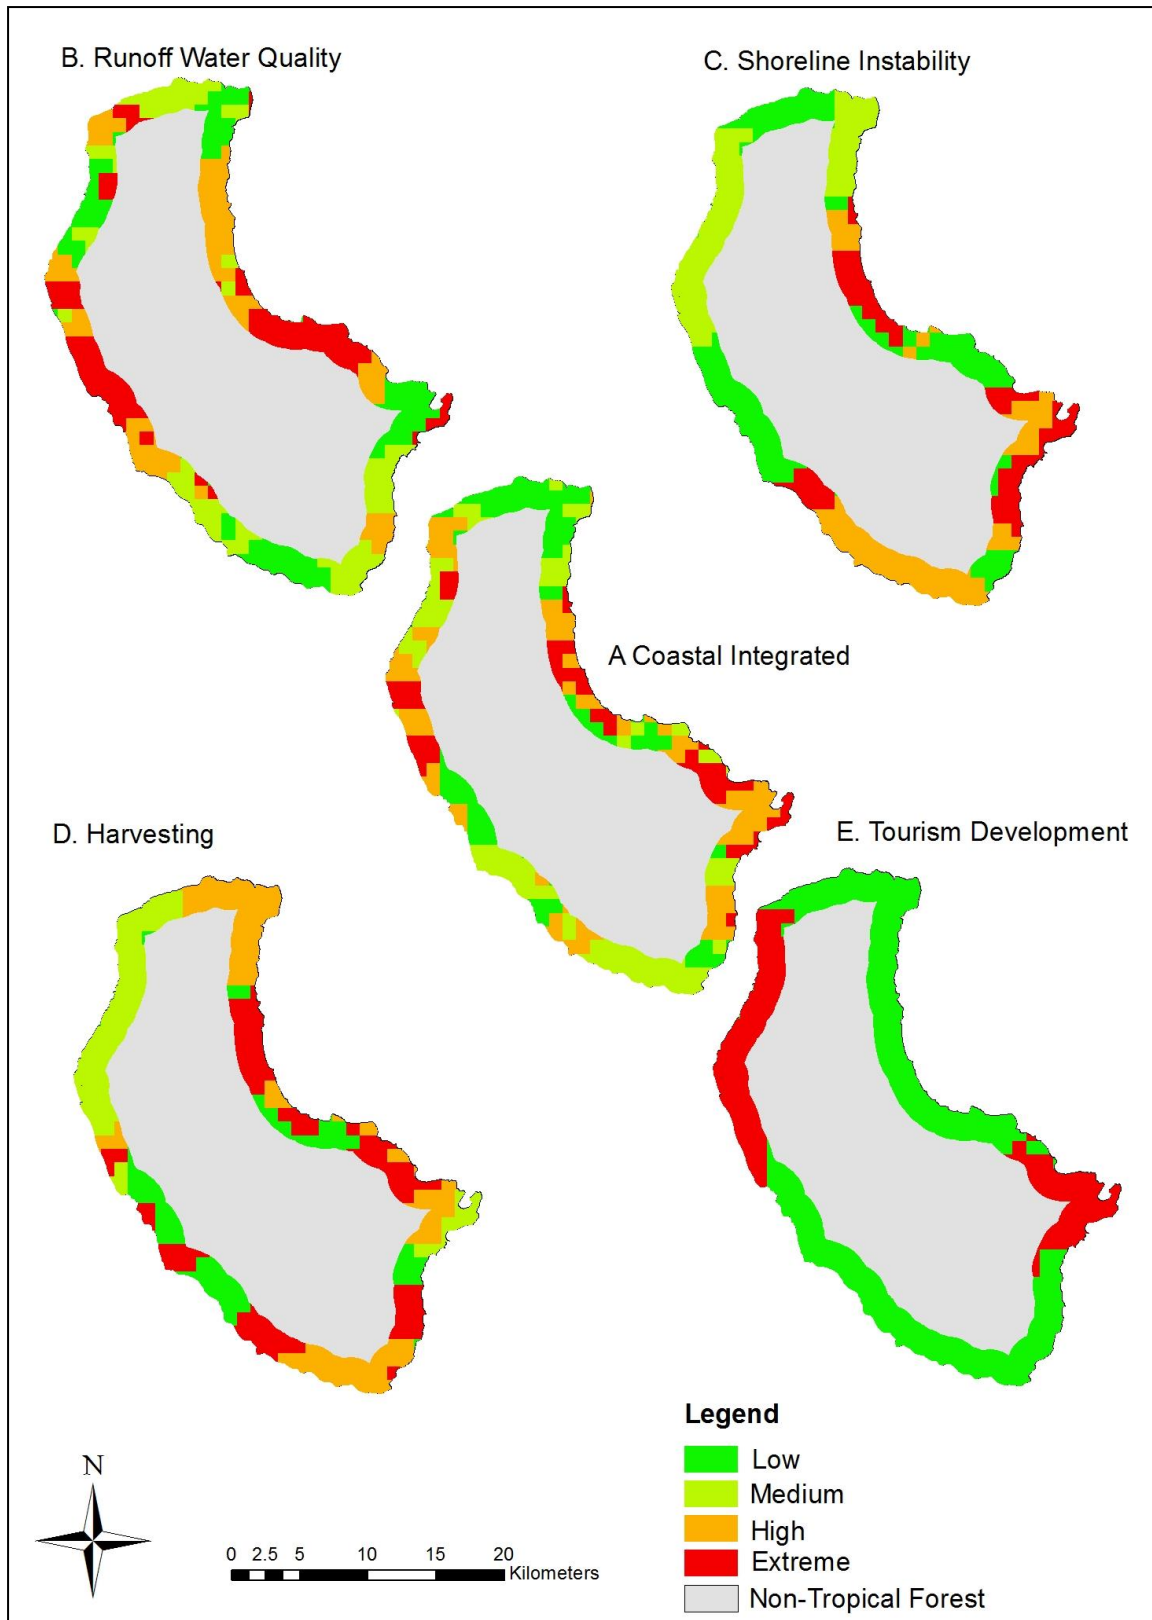 B. Runoff Water Quality
C. Shoreline Instability
A Coastal Integrated
D. Harvesting
E. Tourism Development
Legend
Low
Medium
High
Extreme
Non-Tropical Forest
N
0 2.5 5 10 15 20
Kilometers